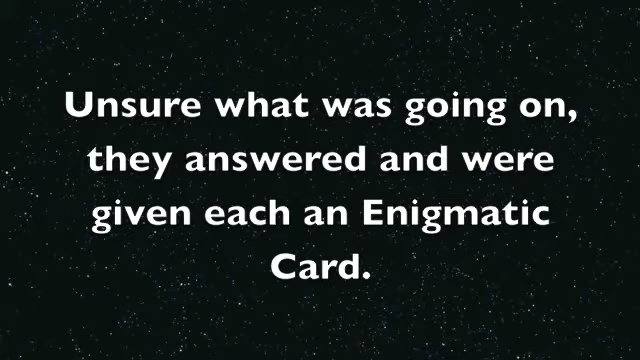 Unsure what was going on,
they answered and were
given each an Enigmatic
Card.